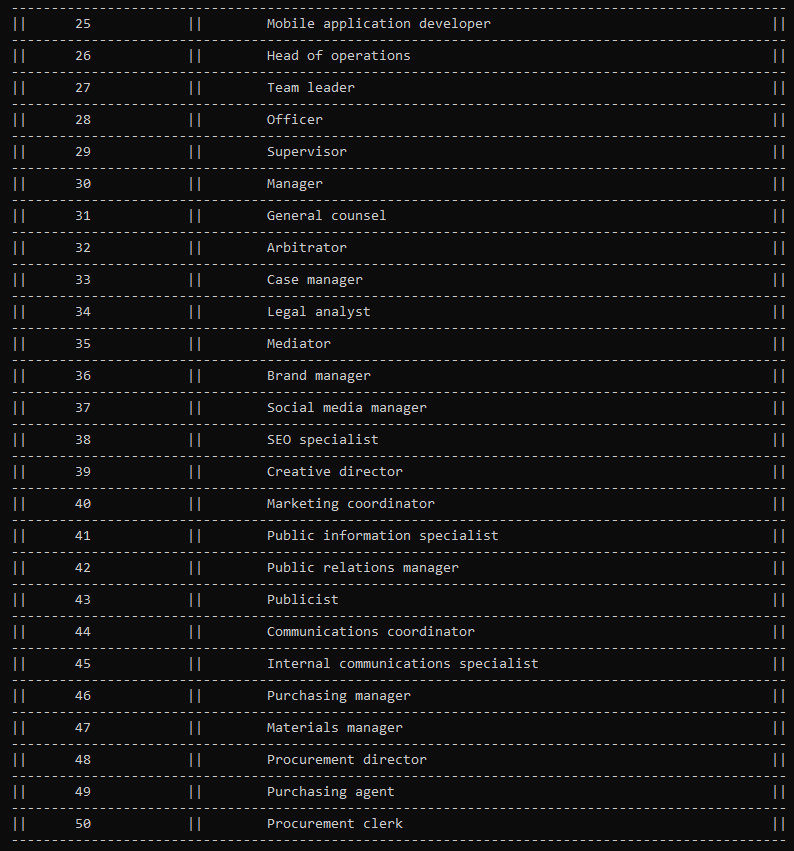 || 25 || Mobile application developer ||
|| 26 || Head of operations ||
|| 27 || Team leader ||
|| 28 || Officer ||
|| 29 || Supervisor ||
|| 30 || Manager ||
|| 31 || General counsel ||
|| 32 || Arbitrator ||
|| 33 || Case manager ||
|| 34 || Legal analyst ||
|| 35 || Mediator ||
|| 36 || Brand manager ||
|| 37 || Social media manager ||
|| 38 || SEO specialist ||
|| 39 || Creative director ||
|| 40 || Marketing coordinator ||
|| 41 || Public information specialist ||
|| 42 || Public relations manager ||
|| 43 || Publicist ||
|| 44 || Communications coordinator ||
|| 45 || Internal communications specialist ||
|| 46 || Purchasing manager ||
|| 47 || Materials manager ||
|| 48 || Procurement director ||
|| 49 || Purchasing agent ||
|| 50 || Procurement clerk ||